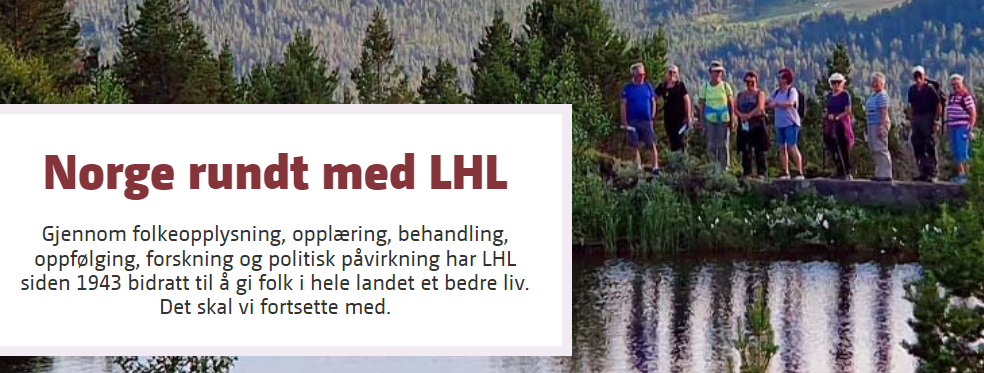 Norge rundt med LHL
Gjennom folkeopplysning, opplæring, behandling,
oppfølging, forskning og politisk påvirkning har LHL
siden 1943 bidratt til å gi folk i hele landet et bedre liv.
Det skal vi fortsette med.